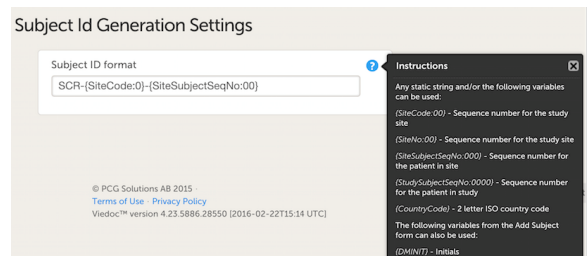 Subject Id Generation Settings
Subject ID format
SCR-{SiteCode:0}-{SiteSubjectSeqNo:00}
Instructions
Any static string and/or the following variables
can be used:
{SiteCode:00} - Sequence number for the study
site
{SiteNo:00} - Sequence number for the study site
{SiteSubjectSeqNo:000} - Sequence number for
the patient in site
{StudySubjectSeqNo:0000} - Sequence number
for the patient in study
{CountryCode} - 2 letter ISO country code
The following variables from the Add Subject
form can also be used:
{DMINIT} - Initials
© PCG Solutions AB 2015 ·
Terms of Use · Privacy Policy
Viedoc™ version 4.23.5886.28550 [2016-02-22T15:14 UTC]